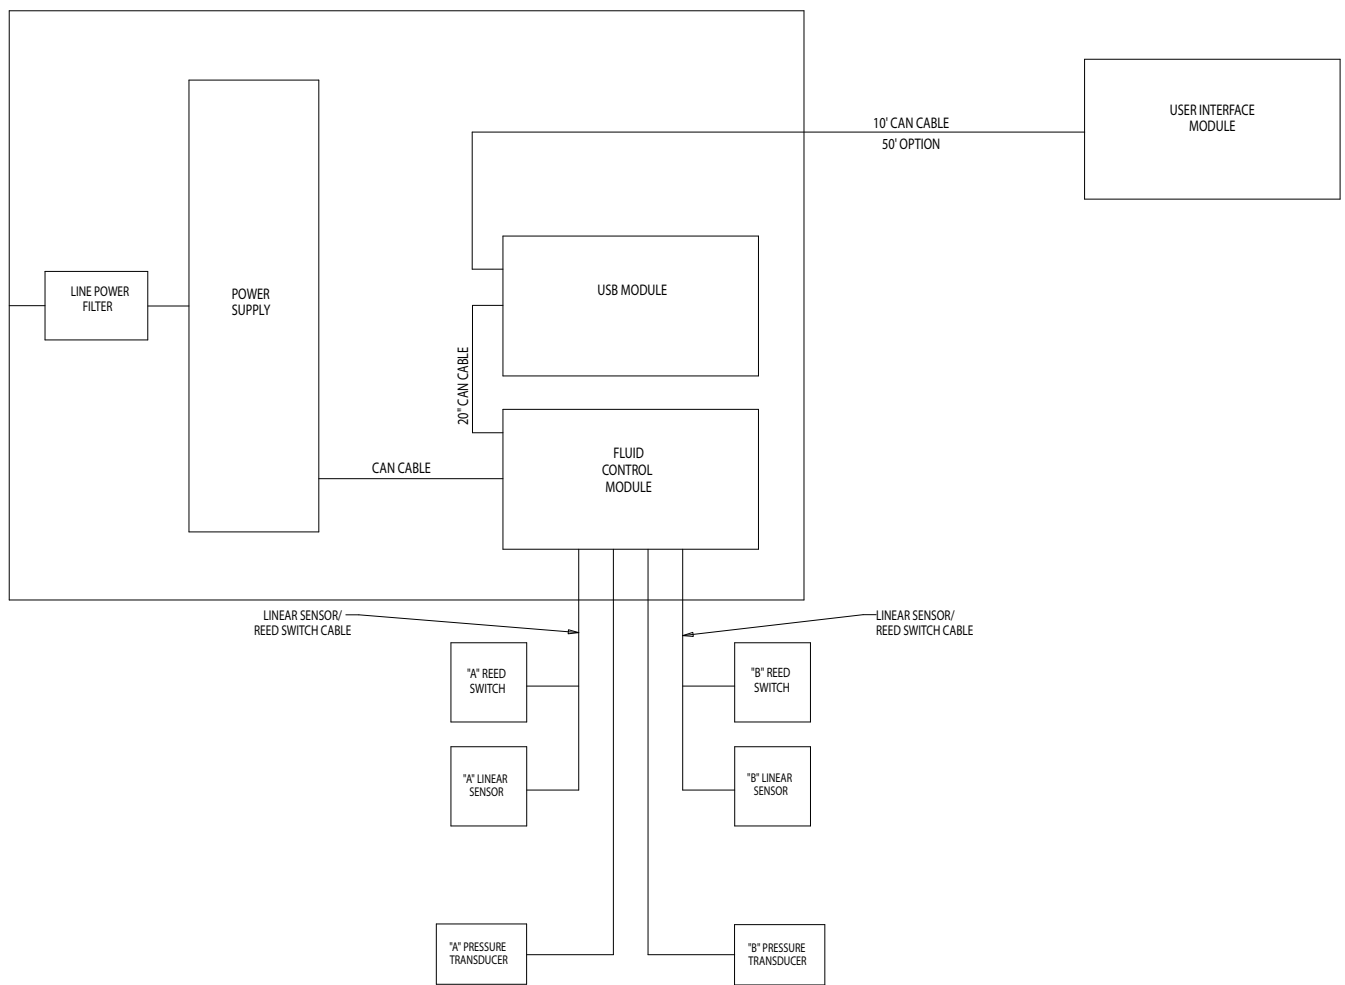 10' CAN CABLE
50' OPTION
USER INTERFACE
MODULE
LINE POWER
FILTER
POWER
SUPPLY
USB MODULE
20" CAN CABLE
CAN CABLE
FLUID
CONTROL
MODULE
LINEAR SENSOR/
REED SWITCH CABLE
LINEAR SENSOR/
REED SWITCH CABLE
"A" REED
SWITCH
"B" REED
SWITCH
"A" LINEAR
SENSOR
"B" LINEAR
SENSOR
"A" PRESSURE
TRANSDUCER
"B" PRESSURE
TRANSDUCER